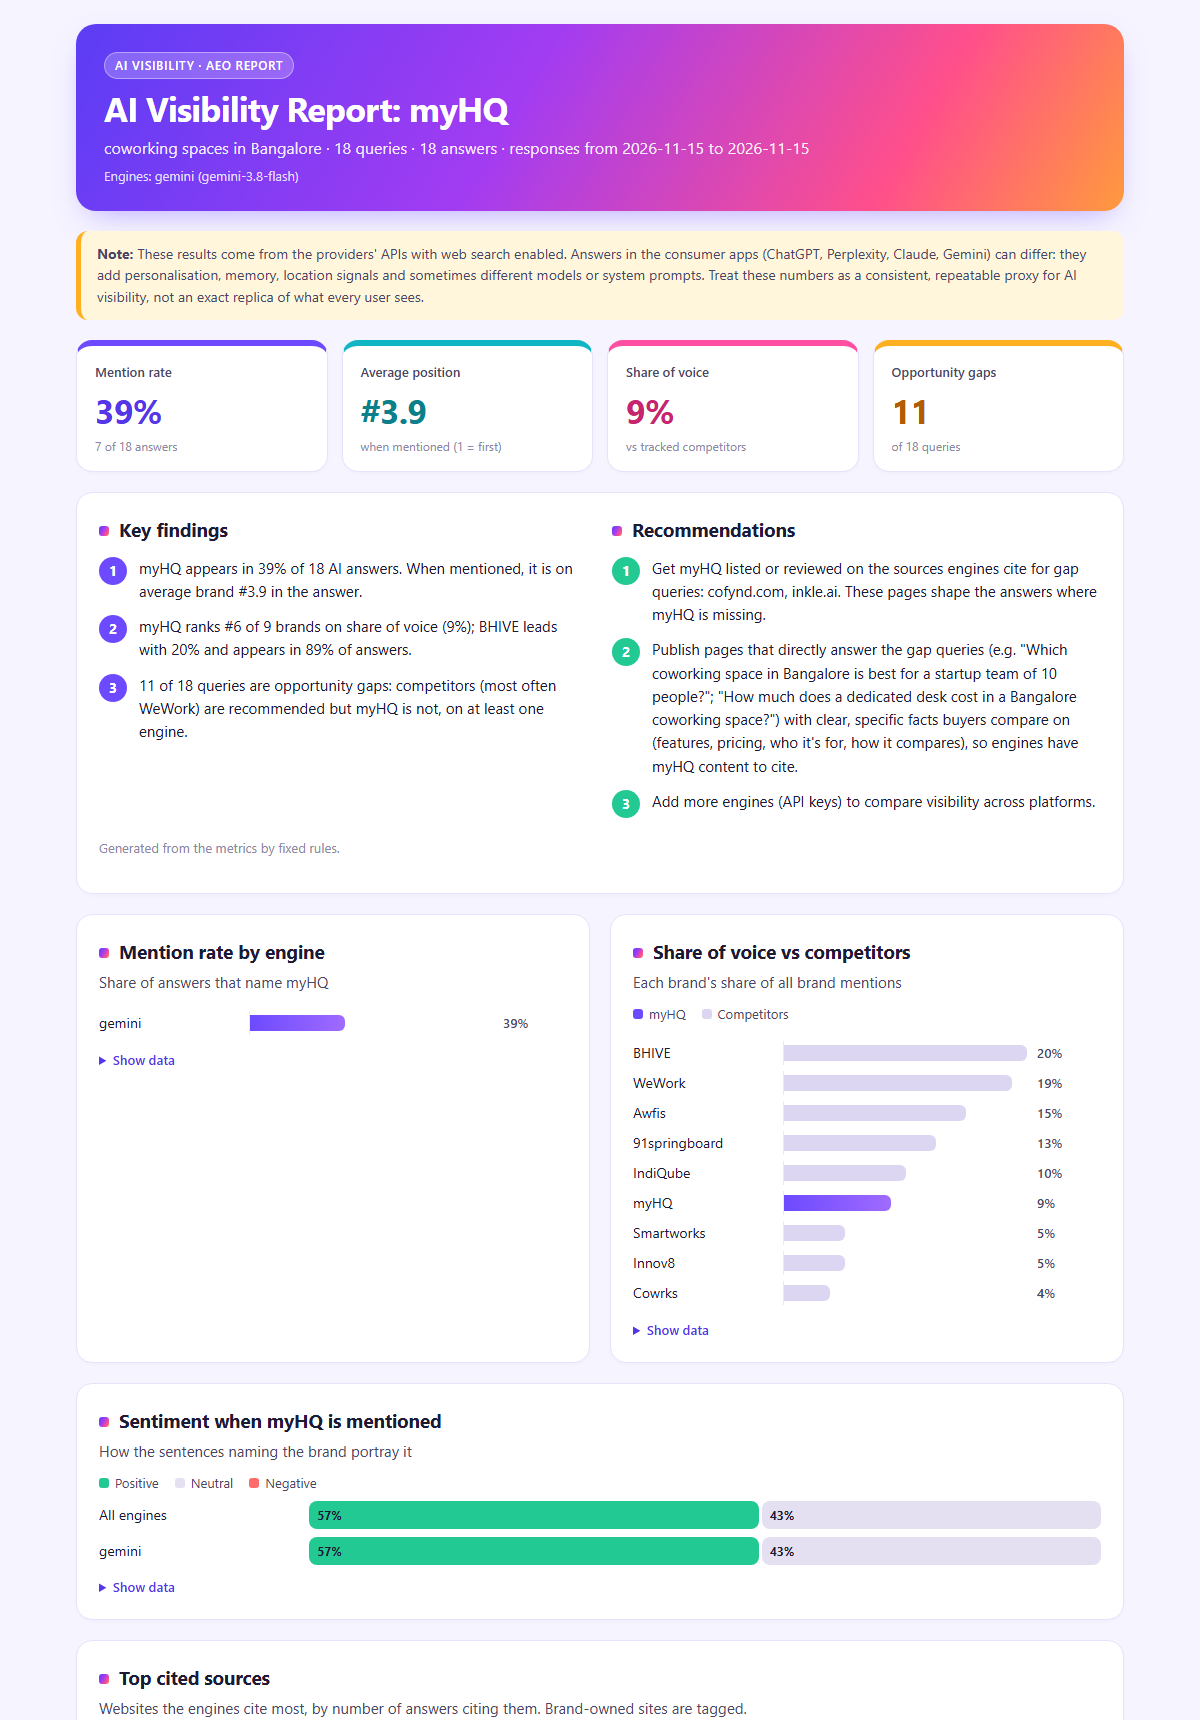 AI VISIBILITY · AEO REPORT
AI Visibility Report: myHQ
coworking spaces in Bangalore · 18 queries · 18 answers · responses from 2026-11-15 to 2026-11-15
Engines: gemini (gemini-3.8-flash)
Note: These results come from the providers' APIs with web search enabled. Answers in the consumer apps (ChatGPT, Perplexity, Claude, Gemini) can differ: they
add personalisation, memory, location signals and sometimes different models or system prompts. Treat these numbers as a consistent, repeatable proxy for AI
visibility, not an exact replica of what every user sees.
Mention rate
39%
7 of 18 answers
Average position
#3.9
when mentioned (1 = first)
Share of voice
9%
vs tracked competitors
Opportunity gaps
11
of 18 queries
Key findings
1 myHQ appears in 39% of 18 AI answers. When mentioned, it is on
average brand #3.9 in the answer.
2 myHQ ranks #6 of 9 brands on share of voice (9%); BHIVE leads
with 20% and appears in 89% of answers.
3 11 of 18 queries are opportunity gaps: competitors (most often
WeWork) are recommended but myHQ is not, on at least one
engine.
Recommendations
1 Get myHQ listed or reviewed on the sources engines cite for gap
queries: cofynd.com, inkle.ai. These pages shape the answers where
myHQ is missing.
2 Publish pages that directly answer the gap queries (e.g. "Which
coworking space in Bangalore is best for a startup team of 10
people?"; "How much does a dedicated desk cost in a Bangalore
coworking space?") with clear, specific facts buyers compare on
(features, pricing, who it's for, how it compares), so engines have
myHQ content to cite.
3 Add more engines (API keys) to compare visibility across platforms.
Generated from the metrics by fixed rules.
Mention rate by engine
Share of answers that name myHQ
gemini 39%
Show data
Share of voice vs competitors
Each brand's share of all brand mentions
myHQ Competitors
BHIVE 20%
WeWork 19%
Awfis 15%
91springboard 13%
IndiQube 10%
myHQ 9%
Smartworks 5%
Innov8 5%
Cowrks 4%
Show data
Sentiment when myHQ is mentioned
How the sentences naming the brand portray it
Positive Neutral Negative
All engines 57% 43%
gemini 57% 43%
Show data
Top cited sources
Websites the engines cite most, by number of answers citing them. Brand-owned sites are tagged.